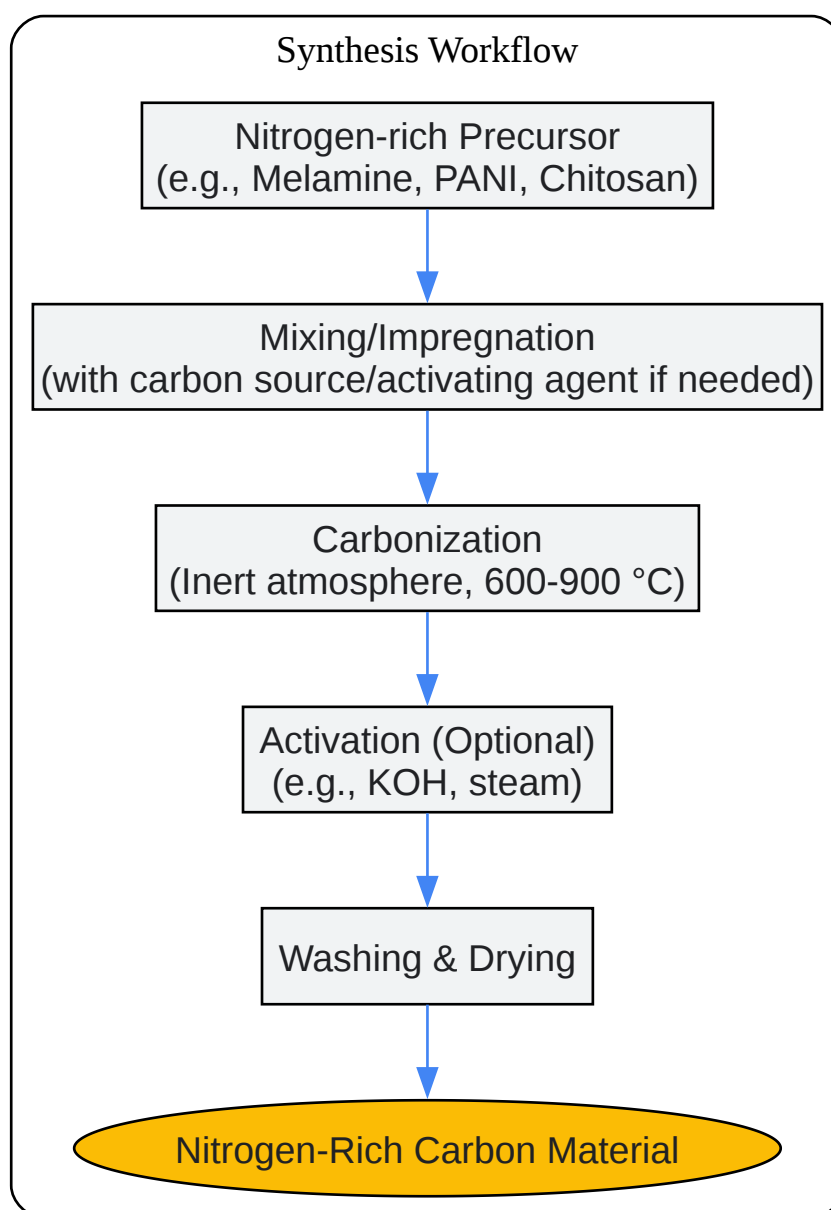 Synthesis Workflow
Nitrogen-rich Precursor
(e.g., Melamine, PANI, Chitosan)
Mixing/Impregnation
(with carbon source/activating agent if needed)
Carbonization
(Inert atmosphere, 600-900 °C)
Activation (Optional)
(e.g., KOH, steam)
Washing & Drying
Nitrogen-Rich Carbon Material